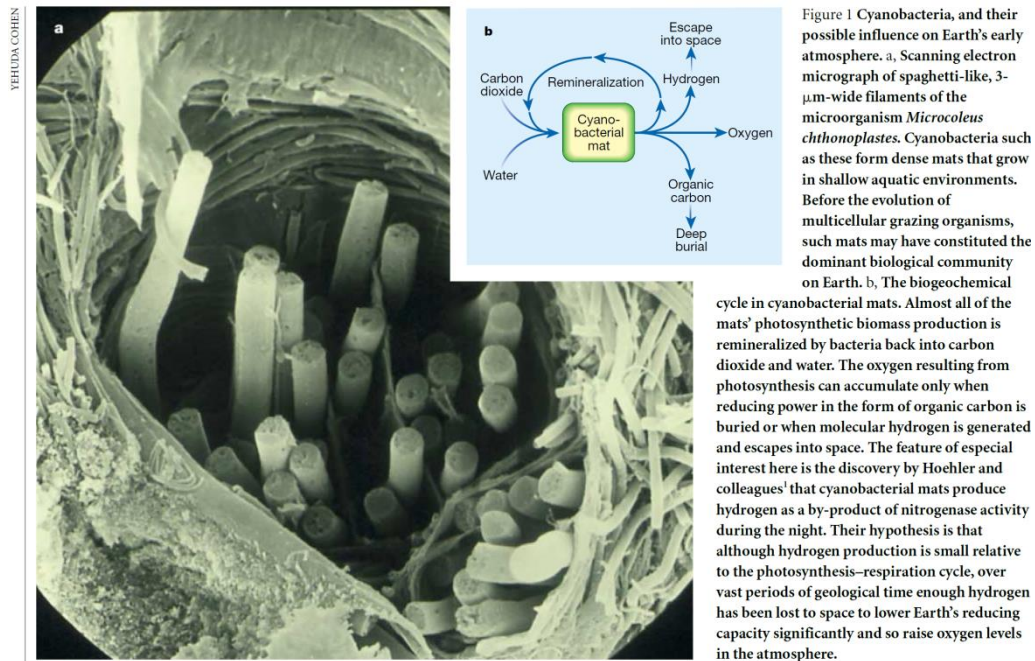 YEHUDA COHEN
a
b
Escape
into space
Carbon
dioxide
Remineralization
Hydrogen
Cyano-
bacterial
mat
Oxygen
Water
Organic
carbon
Deep
burial
Figure 1 Cyanobacteria, and their
possible influence on Earth's early
atmosphere. a, Scanning electron
micrograph of spaghetti-like, 3-
µm-wide filaments of the
microorganism Microcoleus
chthonoplastes. Cyanobacteria such
as these form dense mats that grow
in shallow aquatic environments.
Before the evolution of
multicellular grazing organisms,
such mats may have constituted the
dominant biological community
on Earth. b, The biogeochemical
cycle in cyanobacterial mats. Almost all of the
mats' photosynthetic biomass production is
remineralized by bacteria back into carbon
dioxide and water. The oxygen resulting from
photosynthesis can accumulate only when
reducing power in the form of organic carbon is
buried or when molecular hydrogen is generated
and escapes into space. The feature of especial
interest here is the discovery by Hoehler and
colleagues¹ that cyanobacterial mats produce
hydrogen as a by-product of nitrogenase activity
during the night. Their hypothesis is that
although hydrogen production is small relative
to the photosynthesis–respiration cycle, over
vast periods of geological time enough hydrogen
has been lost to space to lower Earth's reducing
capacity significantly and so raise oxygen levels
in the atmosphere.